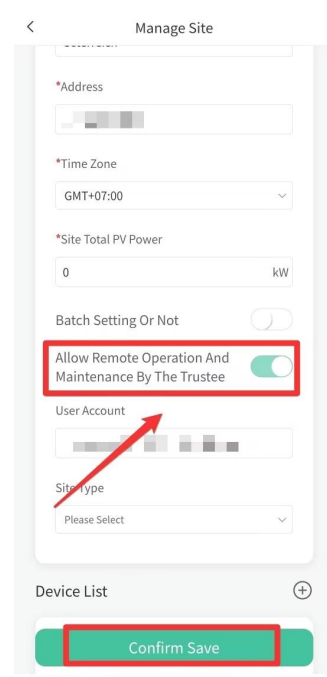 Manage Site
*Address
*Time Zone
GMT+07:00
*Site Total PV Power
0 kW
Batch Setting Or Not
Allow Remote Operation And
Maintenance By The Trustee
User Account
Site Type
Please Select
Device List
Confirm Save